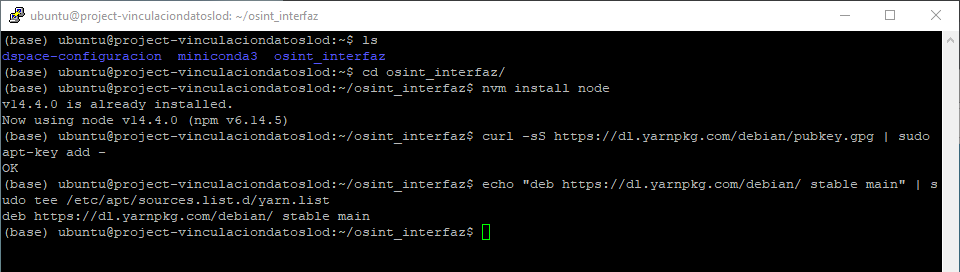 ubuntu@project-vinculaciondatoslod: ~/osint_interfaz
(base) ubuntu@project-vinculaciondatoslod:~$ ls
dspace-configuracion  miniconda3  osint_interfaz
(base) ubuntu@project-vinculaciondatoslod:~$ cd osint_interfaz/
(base) ubuntu@project-vinculaciondatoslod:~/osint_interfaz$ nvm install node
v14.4.0 is already installed.
Now using node v14.4.0 (npm v6.14.5)
(base) ubuntu@project-vinculaciondatoslod:~/osint_interfaz$ curl -sS https://dl.yarnpkg.com/debian/pubkey.gpg | sudo
apt-key add -
OK
(base) ubuntu@project-vinculaciondatoslod:~/osint_interfaz$ echo "deb https://dl.yarnpkg.com/debian/ stable main" | s
udo tee /etc/apt/sources.list.d/yarn.list
deb https://dl.yarnpkg.com/debian/ stable main
(base) ubuntu@project-vinculaciondatoslod:~/osint_interfaz$